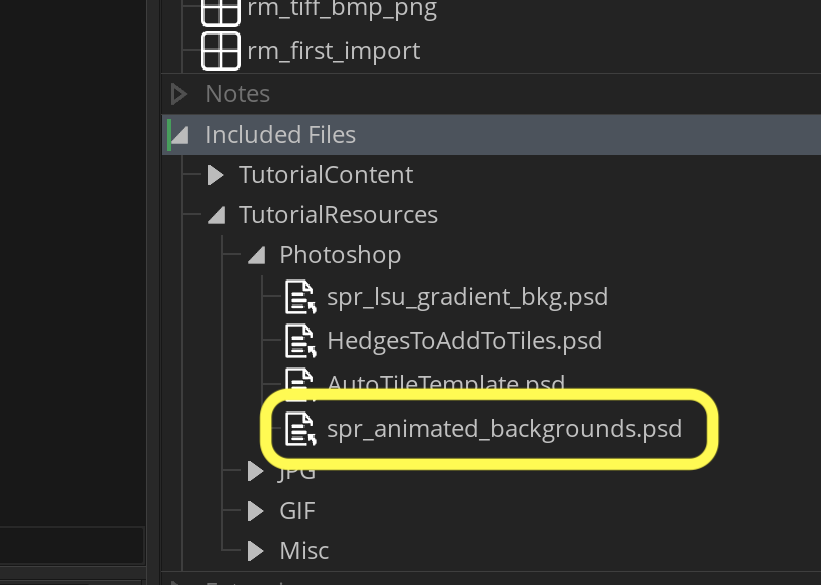 rm_tiff_bmp_png
rm_first_import
Notes
Included Files
TutorialContent
TutorialResources
Photoshop
spr_lsu_gradient_bkg.psd
HedgesToAddToTiles.psd
AutoTileTemplate.psd
spr_animated_backgrounds.psd
JPG
GIF
Misc